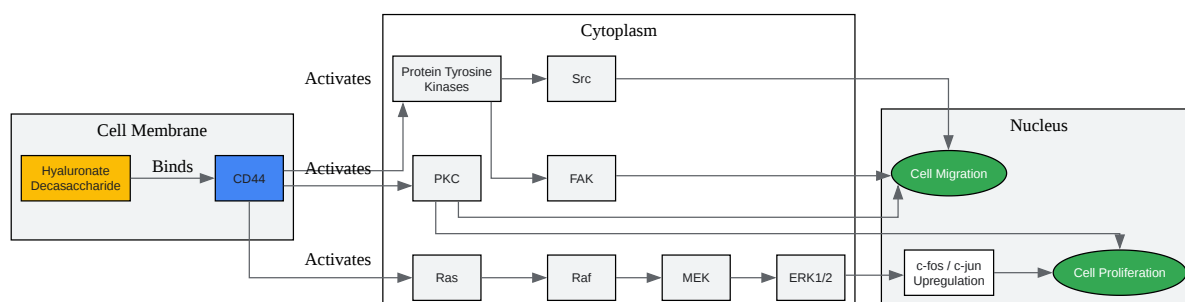 Cytoplasm
Activates
Protein Tyrosine
Kinases
Src
Cell Membrane
Nucleus
Hyaluronate
Decasaccharide
Binds
CD44
Activates
PKC
FAK
Cell Migration
Activates
Ras
Raf
MEK
ERK1/2
c-fos / c-jun
Upregulation
Cell Proliferation